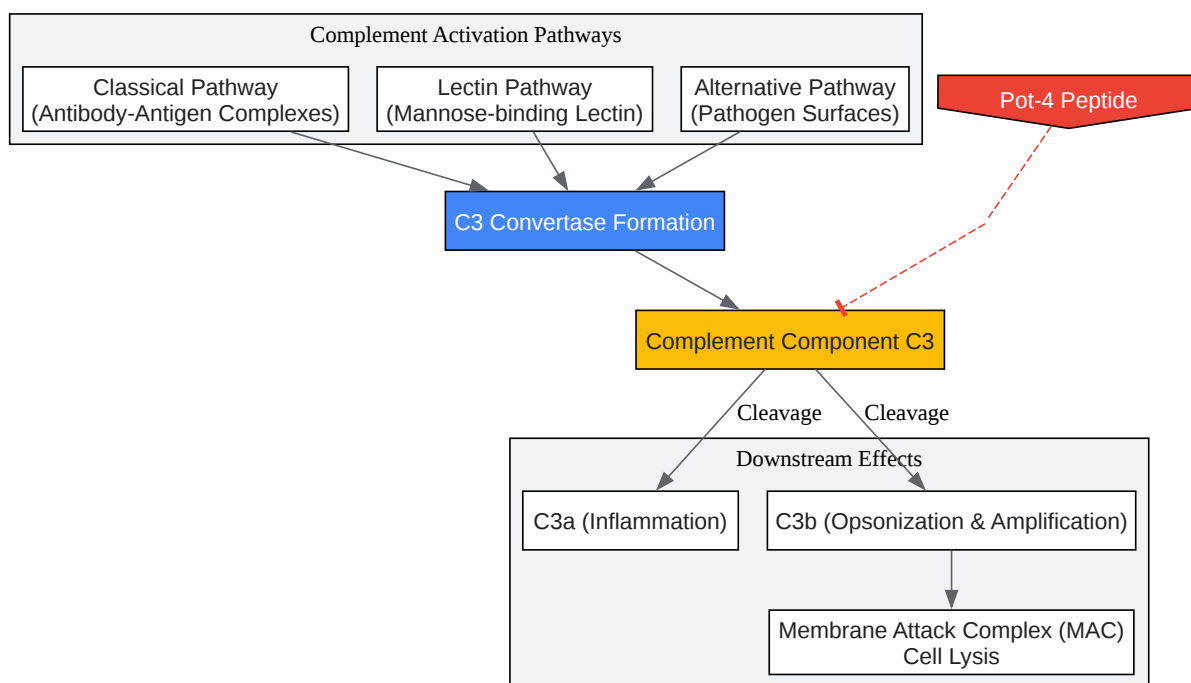 Complement Activation Pathways
Classical Pathway
(Antibody-Antigen Complexes)
Lectin Pathway
(Mannose-binding Lectin)
Alternative Pathway
(Pathogen Surfaces)
Pot-4 Peptide
C3 Convertase Formation
Complement Component C3
Cleavage
Cleavage
Downstream Effects
C3a (Inflammation)
C3b (Opsonization & Amplification)
Membrane Attack Complex (MAC)
Cell Lysis